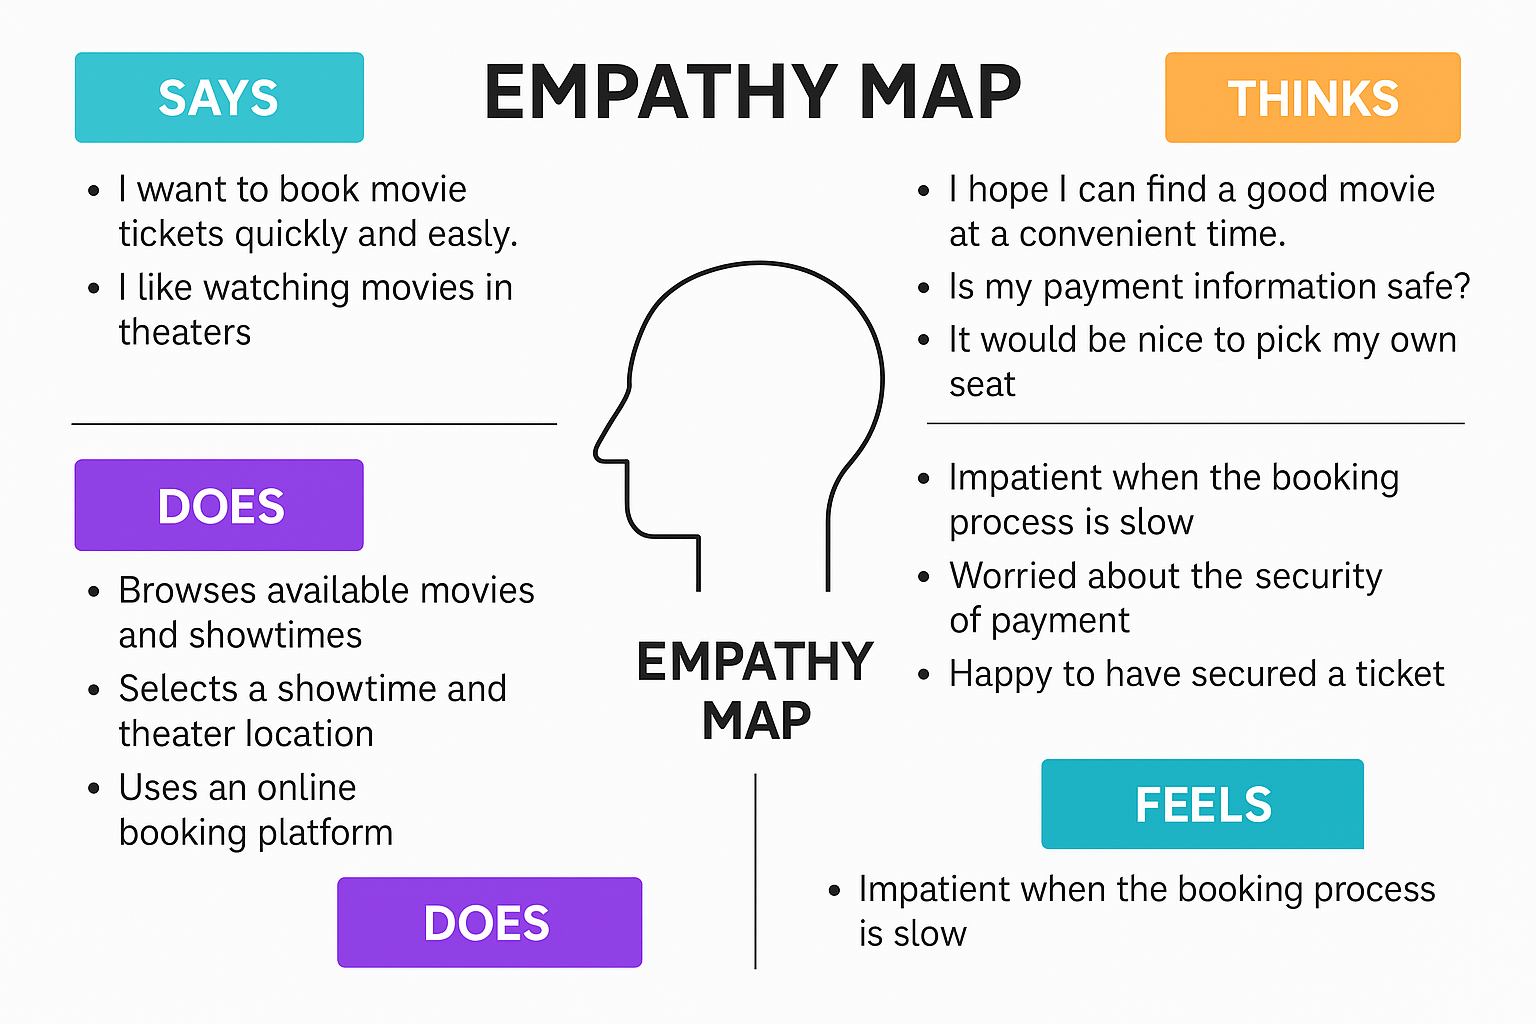 EMPATHY MAP
SAYS
• I want to book movie
tickets quickly and easly.
• I like watching movies in
theaters
THINKS
• I hope I can find a good movie
at a convenient time.
• Is my payment information safe?
• It would be nice to pick my own
seat
DOES
• Browses available movies
and showtimes
• Selects a showtime and
theater location
• Uses an online
booking platform
DOES
EMPATHY
MAP
• Impatient when the booking
process is slow
• Worried about the security
of payment
• Happy to have secured a ticket
FEELS
• Impatient when the booking process
is slow